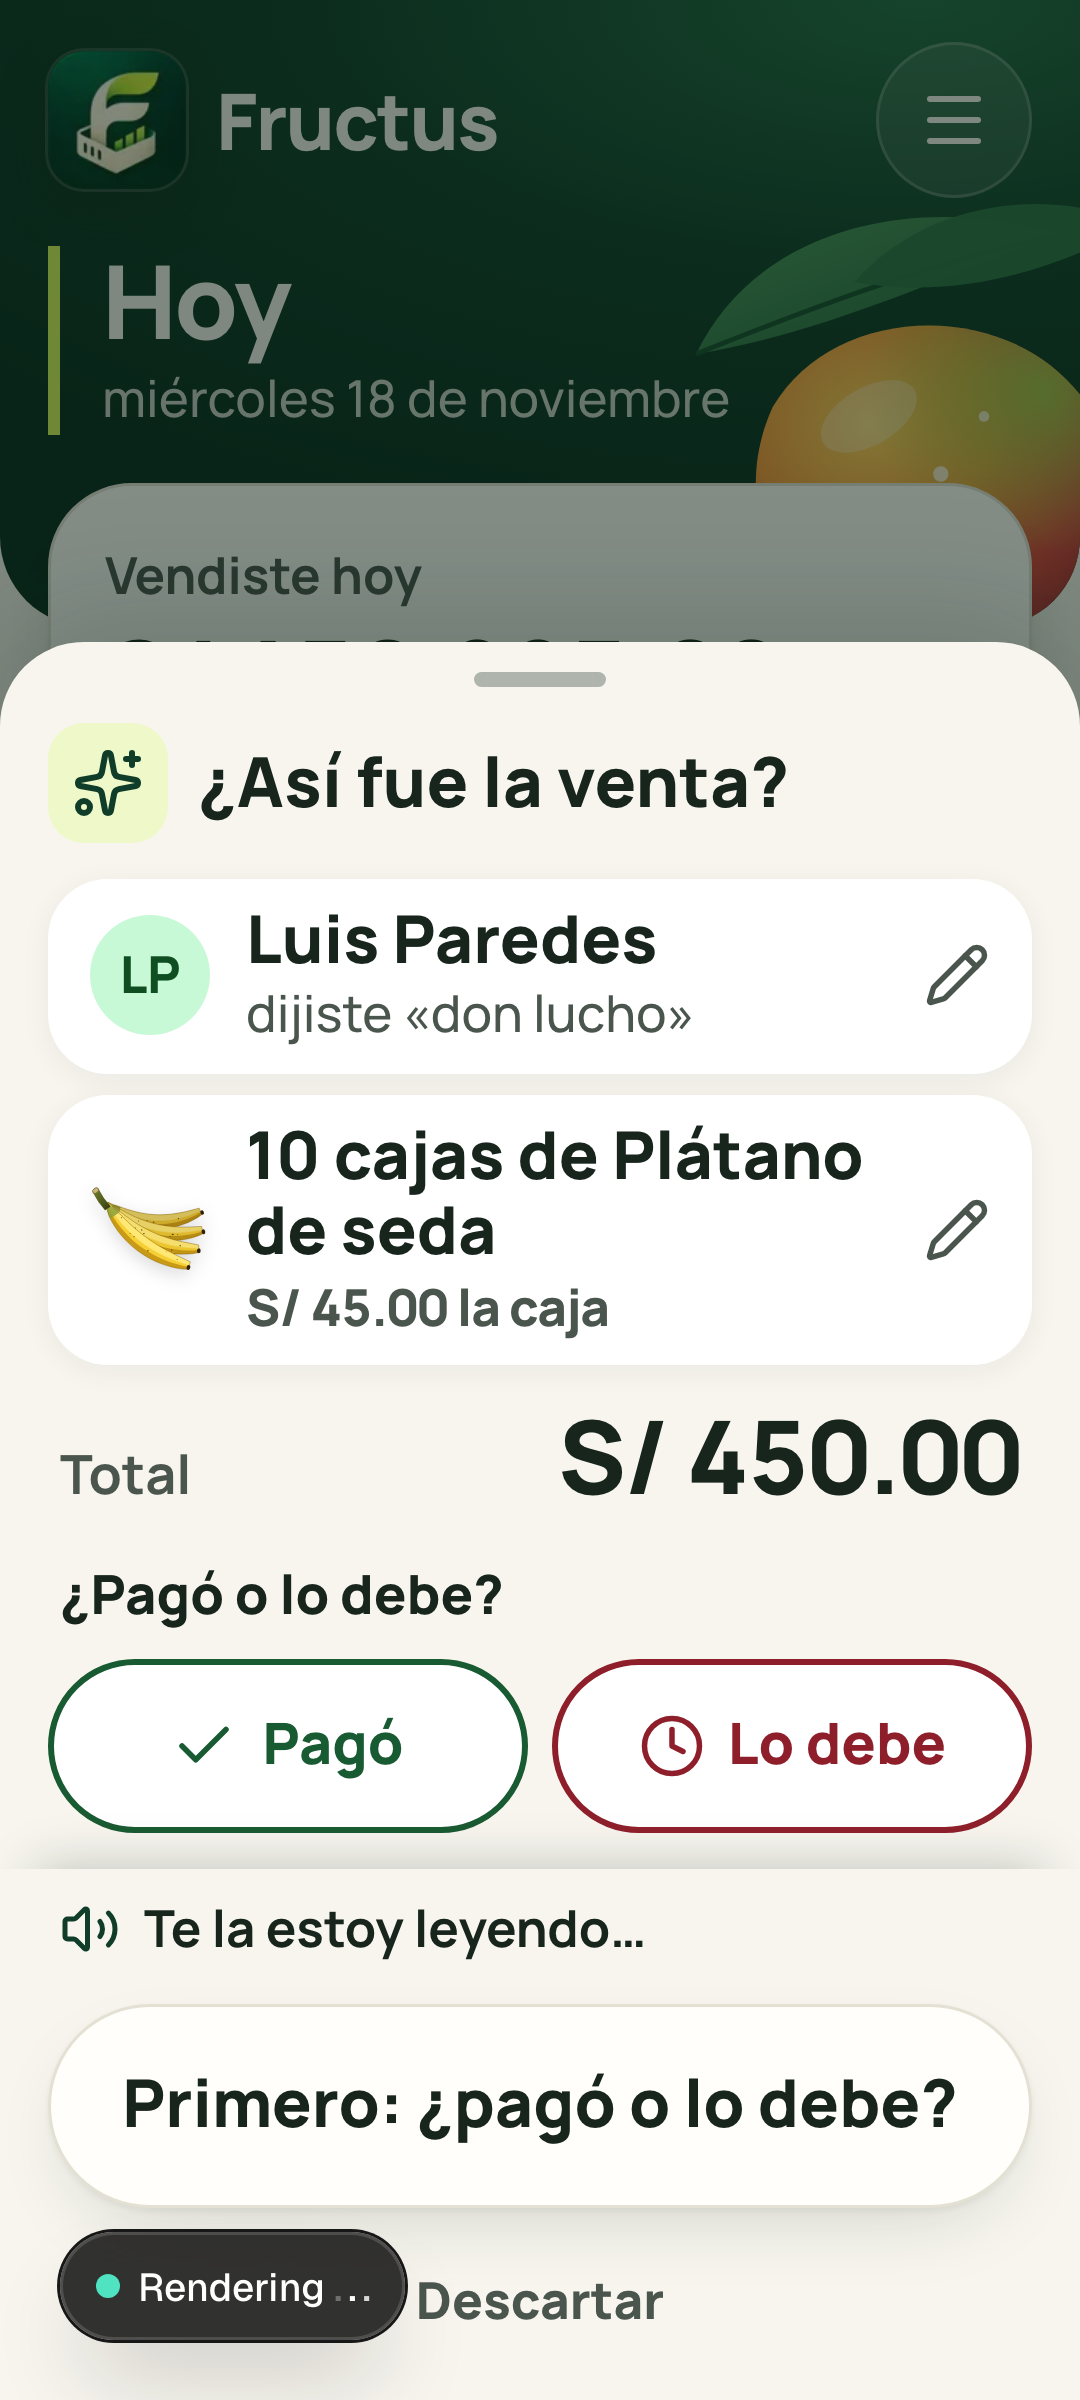 Fructus
Hoy
miércoles 18 de noviembre
Vendiste hoy
¿Así fue la venta?
LP
Luis Paredes
dijiste «don lucho»
10 cajas de Plátano
de seda
S/ 45.00 la caja
Total
S/ 450.00
¿Pagó o lo debe?
Pagó
Lo debe
Te la estoy leyendo…
Primero: ¿pagó o lo debe?
Rendering ...
Descartar